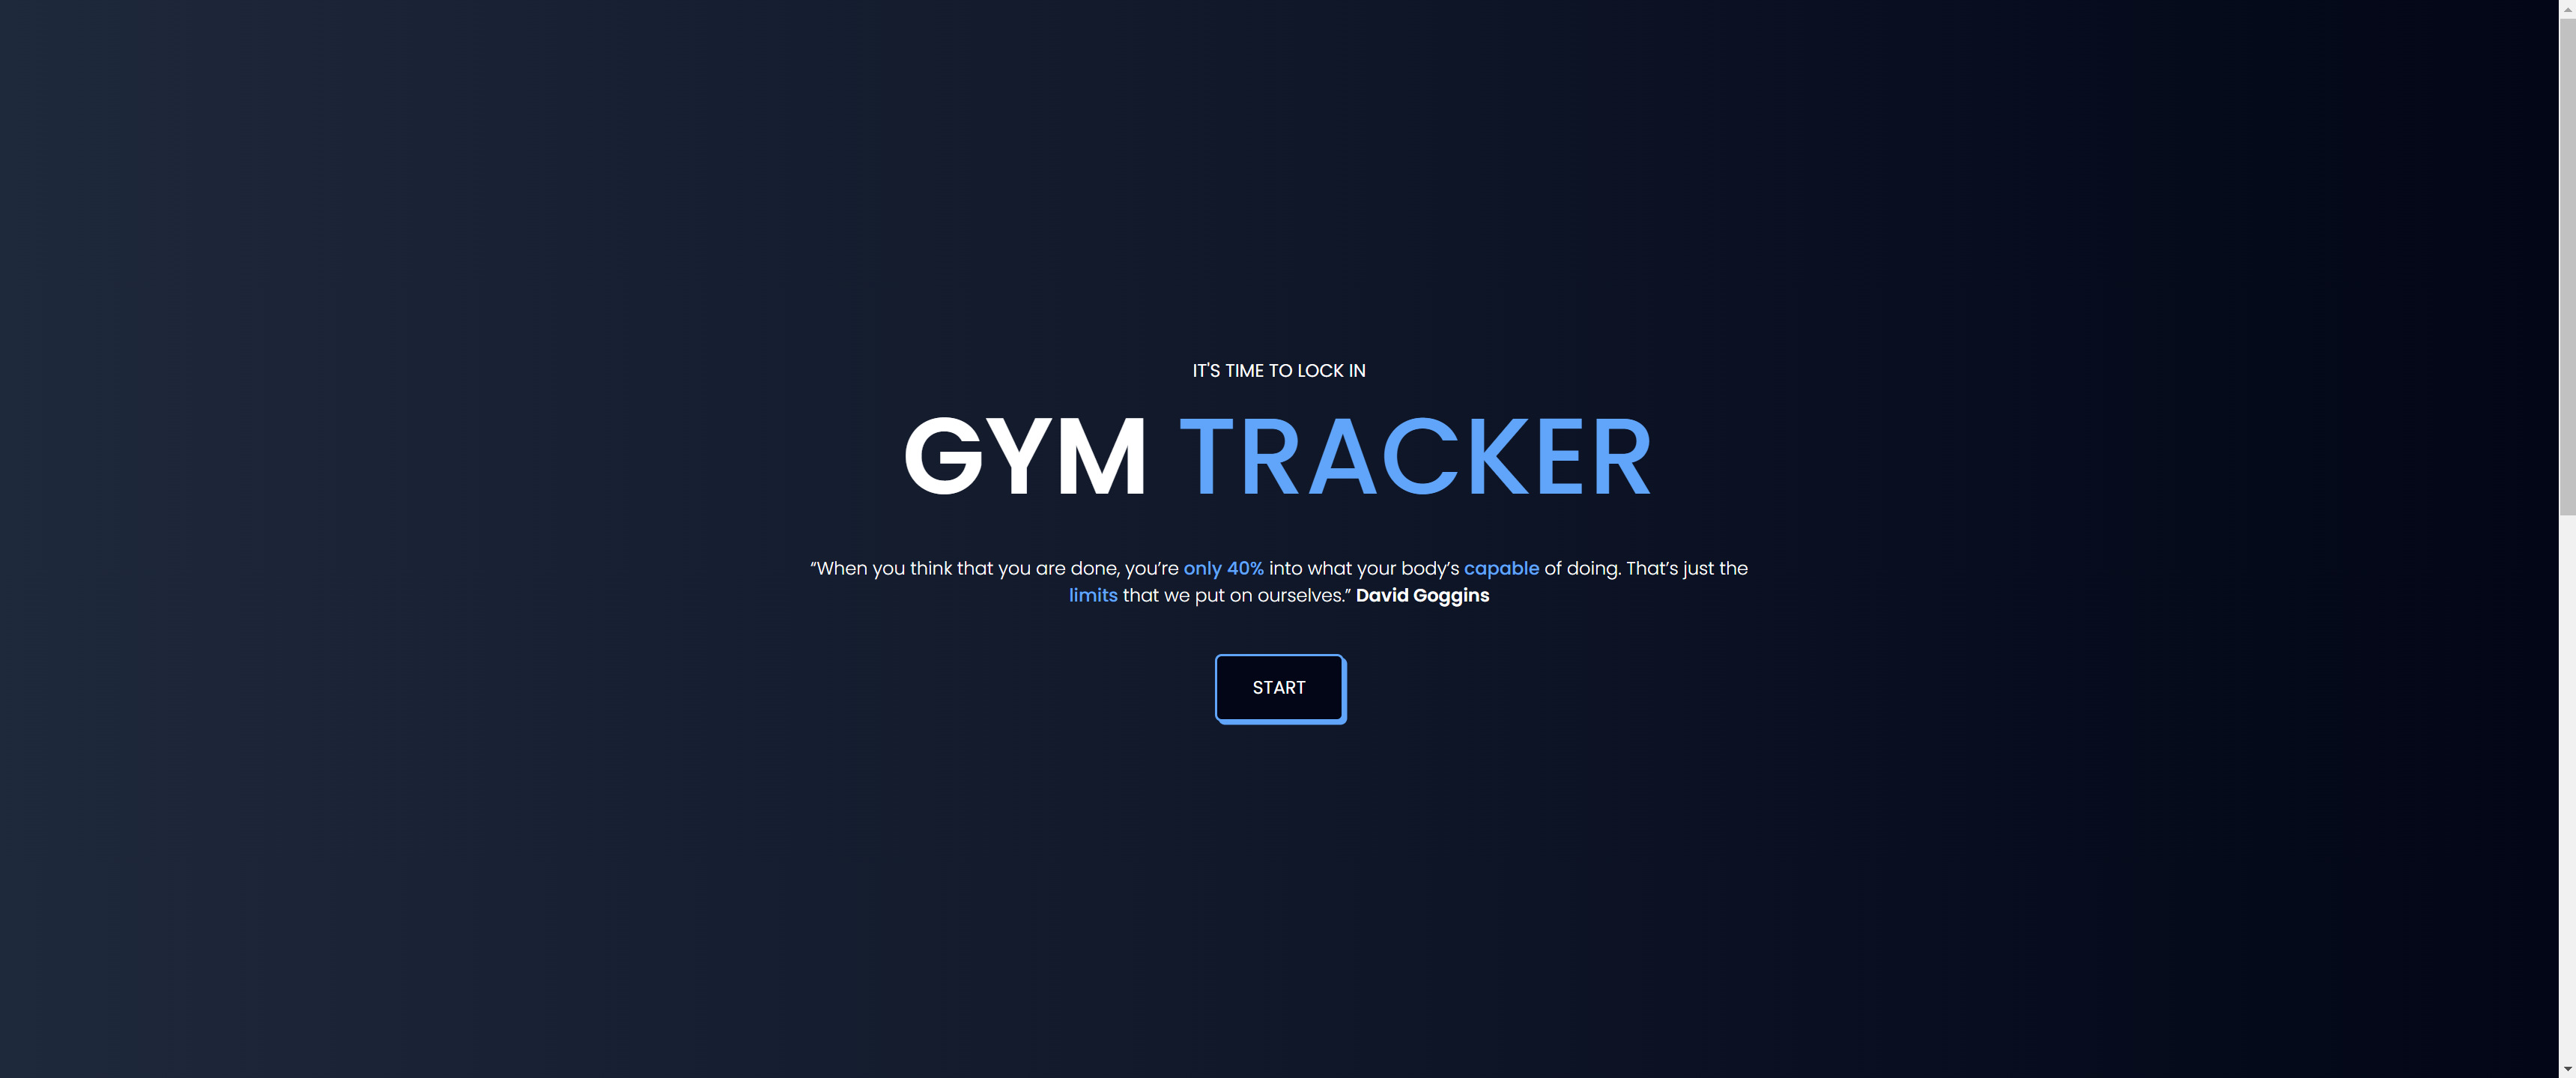 IT'S TIME TO LOCK IN
GYM TRACKER
“When you think that you are done, you’re only 40% into what your body’s capable of doing. That’s just the
limits that we put on ourselves.” David Goggins
START